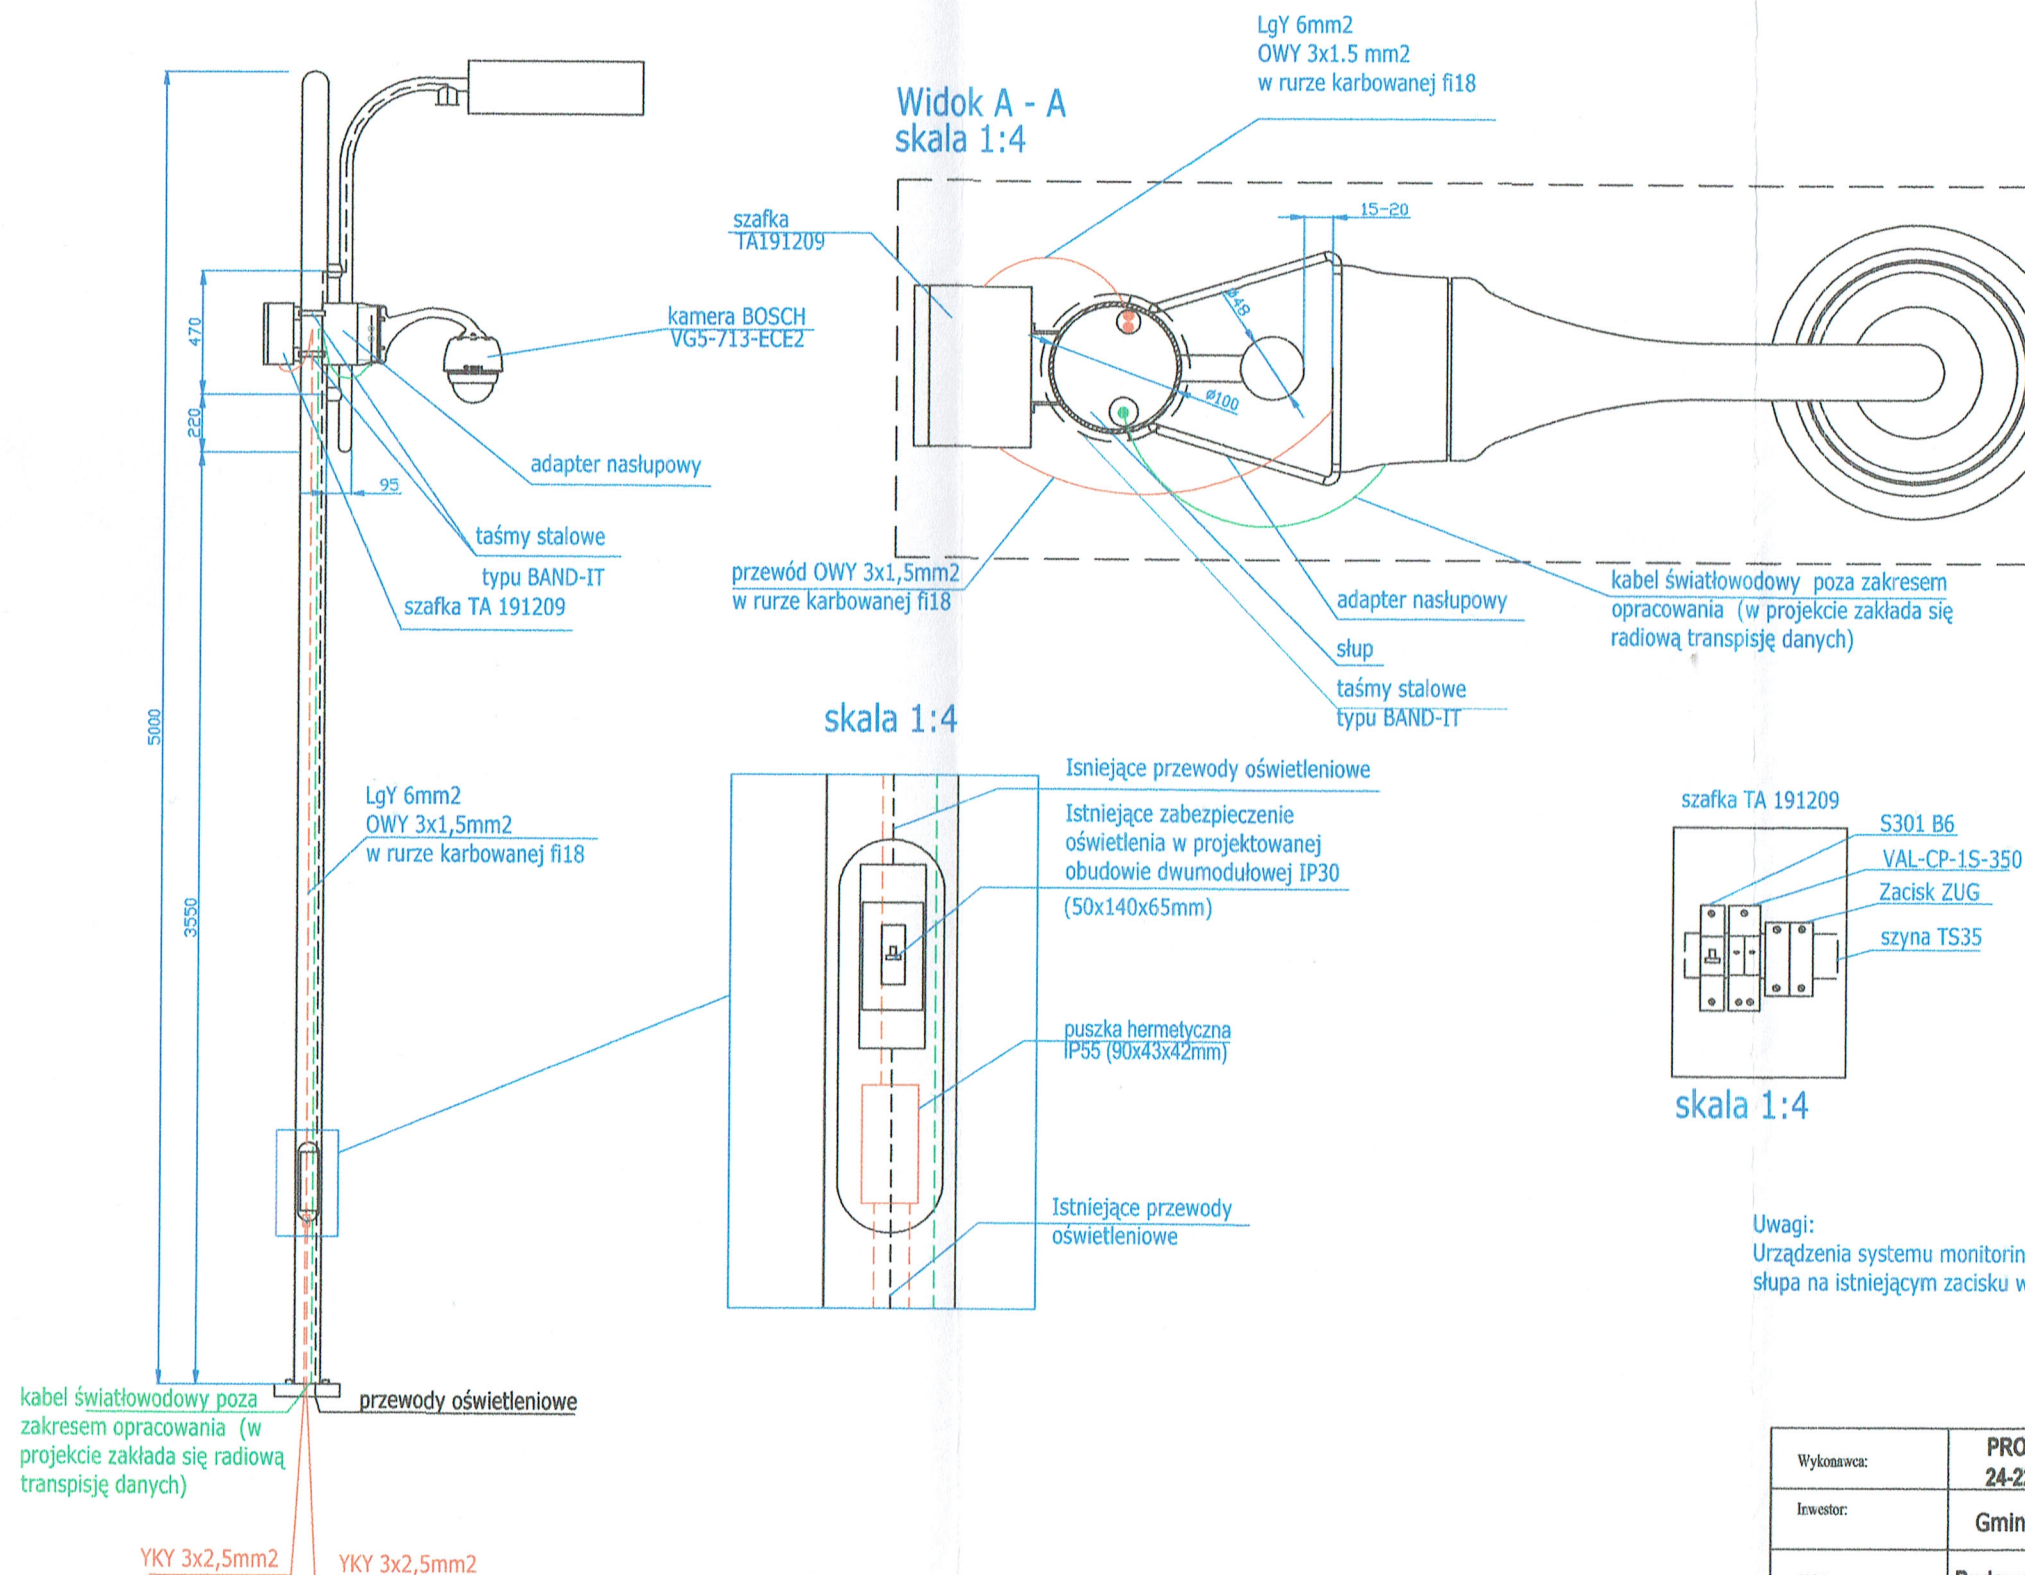 LgY 6mm2
OWY 3x1.5 mm2
w rurze karbowanej fi18
Widok A - A
skala 1:4
szafka
TA191209
15-20
ø48
ø100
kamera BOSCH
VG5-713-ECE2
470
220
95
adapter nasłupowy
taśmy stalowe
typu BAND-IT
szafka TA 191209
przewód OWY 3x1,5mm2
w rurze karbowanej fi18
adapter nasłupowy
słup
taśmy stalowe
typu BAND-IT
kabel światłowodowy poza zakresem
opracowania (w projekcie zakłada się
radiową transpisję danych)
5000
3550
LgY 6mm2
OWY 3x1,5mm2
w rurze karbowanej fi18
skala 1:4
Isniejące przewody oświetleniowe
Istniejące zabezpieczenie
oświetlenia w projektowanej
obudowie dwumodułowej IP30
(50x140x65mm)
puszka hermetyczna
IP55 (90x43x42mm)
Istniejące przewody
oświetleniowe
szafka TA 191209
S301 B6
VAL-CP-1S-350
Zacisk ZUG
szyna TS35
skala 1:4
Uwagi:
Urządzenia systemu monitorin
słupa na istniejącym zacisku w
kabel światłowodowy poza
zakresem opracowania (w
projekcie zakłada się radiową
transpisję danych)
przewody oświetleniowe
YKY 3x2,5mm2
YKY 3x2,5mm2
Wykonawca:
PRO
24-2
Inwestor:
Gmin